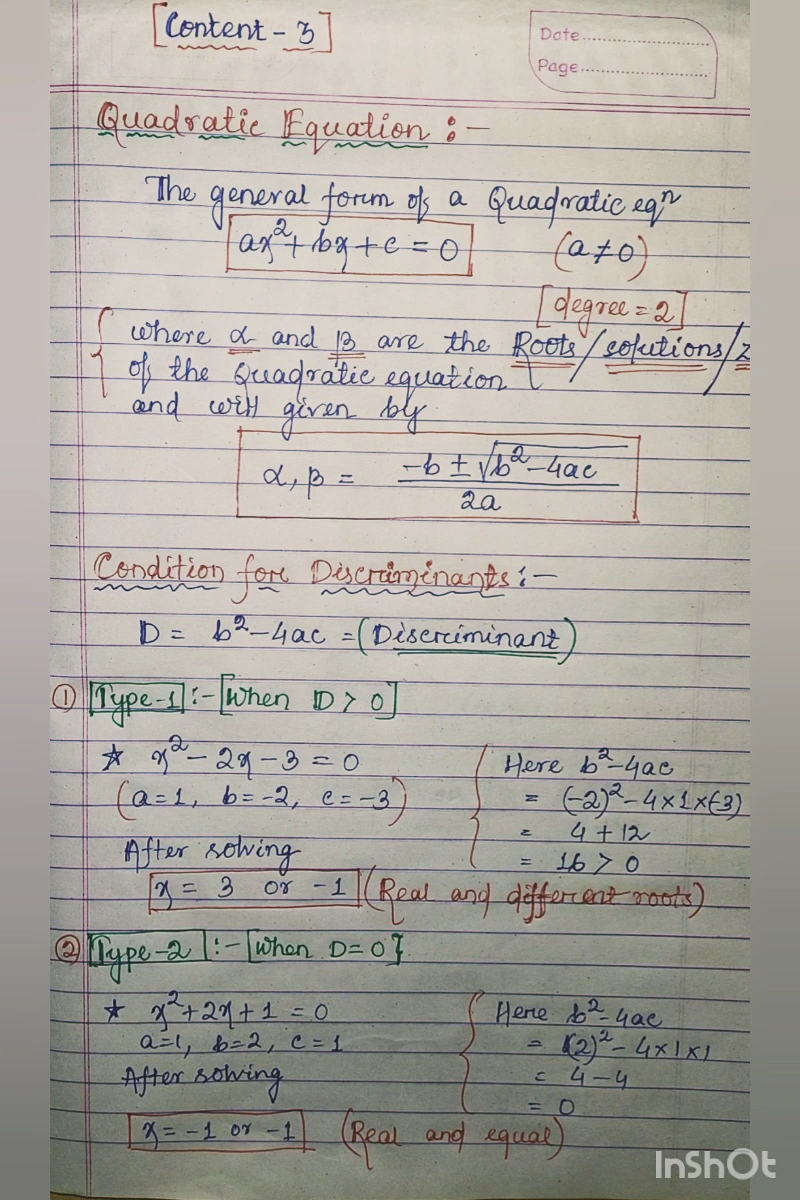 [Content - 3]
Date
Page
Quadratic Equation :-
The general form of a Quadratic eqn
ax² + bx + c = 0 (a ≠ 0)
[degree = 2]
where α and β are the Roots/solutions/Z
of the Quadratic equation
and will given by
α, β = (-b ± √(b² - 4ac)) / 2a
Condition for Discriminants :-
D = b² - 4ac = (Discriminant)
① Type-1 :- [When D > 0]
☆ x² - 2x - 3 = 0
(a=1, b=-2, c=-3)
After solving
x = 3 or -1 (Real and different roots)
Here b² - 4ac
= (-2)² - 4×1×(-3)
= 4 + 12
= 16 > 0
② Type-2 :- [When D = 0}
☆ x² + 2x + 1 = 0
a=1, b=2, c=1
After solving
x = -1 or -1 (Real and equal)
Here b² - 4ac
= (2)² - 4×1×1
= 4 - 4
= 0
InShOt